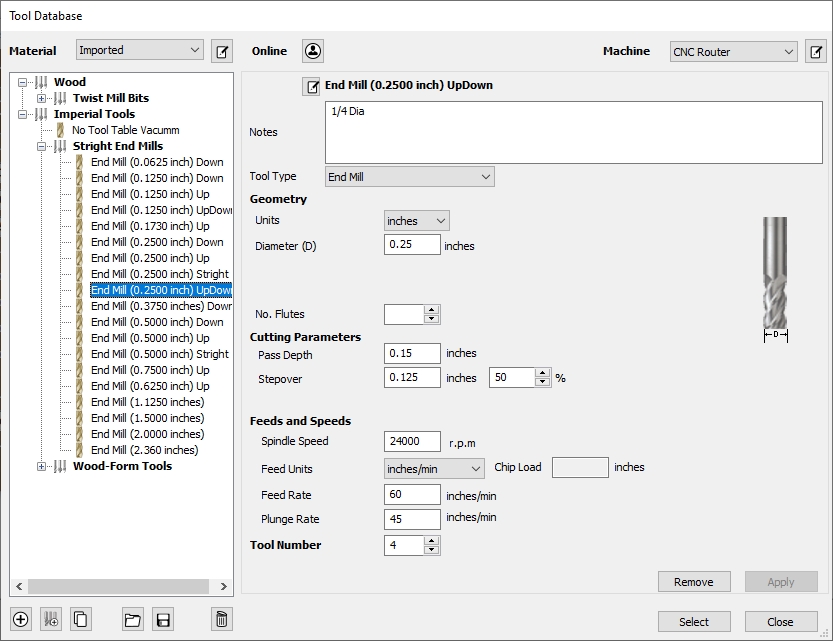 Tool Database
Material Imported Online Machine CNC Router
Wood
Twist Mill Bits
Imperial Tools
No Tool Table Vacumm
Stright End Mills
End Mill (0.0625 inch) Down
End Mill (0.1250 inch) Down
End Mill (0.1250 inch) Up
End Mill (0.1250 inch) UpDown
End Mill (0.1730 inch) Up
End Mill (0.2500 inch) Down
End Mill (0.2500 inch) Up
End Mill (0.2500 inch) Stright
End Mill (0.2500 inch) UpDown
End Mill (0.3750 inches) Down
End Mill (0.5000 inch) Down
End Mill (0.5000 inch) Up
End Mill (0.5000 inch) Stright
End Mill (0.7500 inch) Up
End Mill (0.6250 inch) Up
End Mill (1.1250 inches)
End Mill (1.5000 inches)
End Mill (2.0000 inches)
End Mill (2.360 inches)
Wood-Form Tools
End Mill (0.2500 inch) UpDown
Notes 1/4 Dia
Tool Type End Mill
Geometry
Units inches
Diameter (D) 0.25 inches
D
No. Flutes
Cutting Parameters
Pass Depth 0.15 inches
Stepover 0.125 inches 50 %
Feeds and Speeds
Spindle Speed 24000 r.p.m
Feed Units inches/min Chip Load inches
Feed Rate 60 inches/min
Plunge Rate 45 inches/min
Tool Number 4
Remove Apply
Select Close